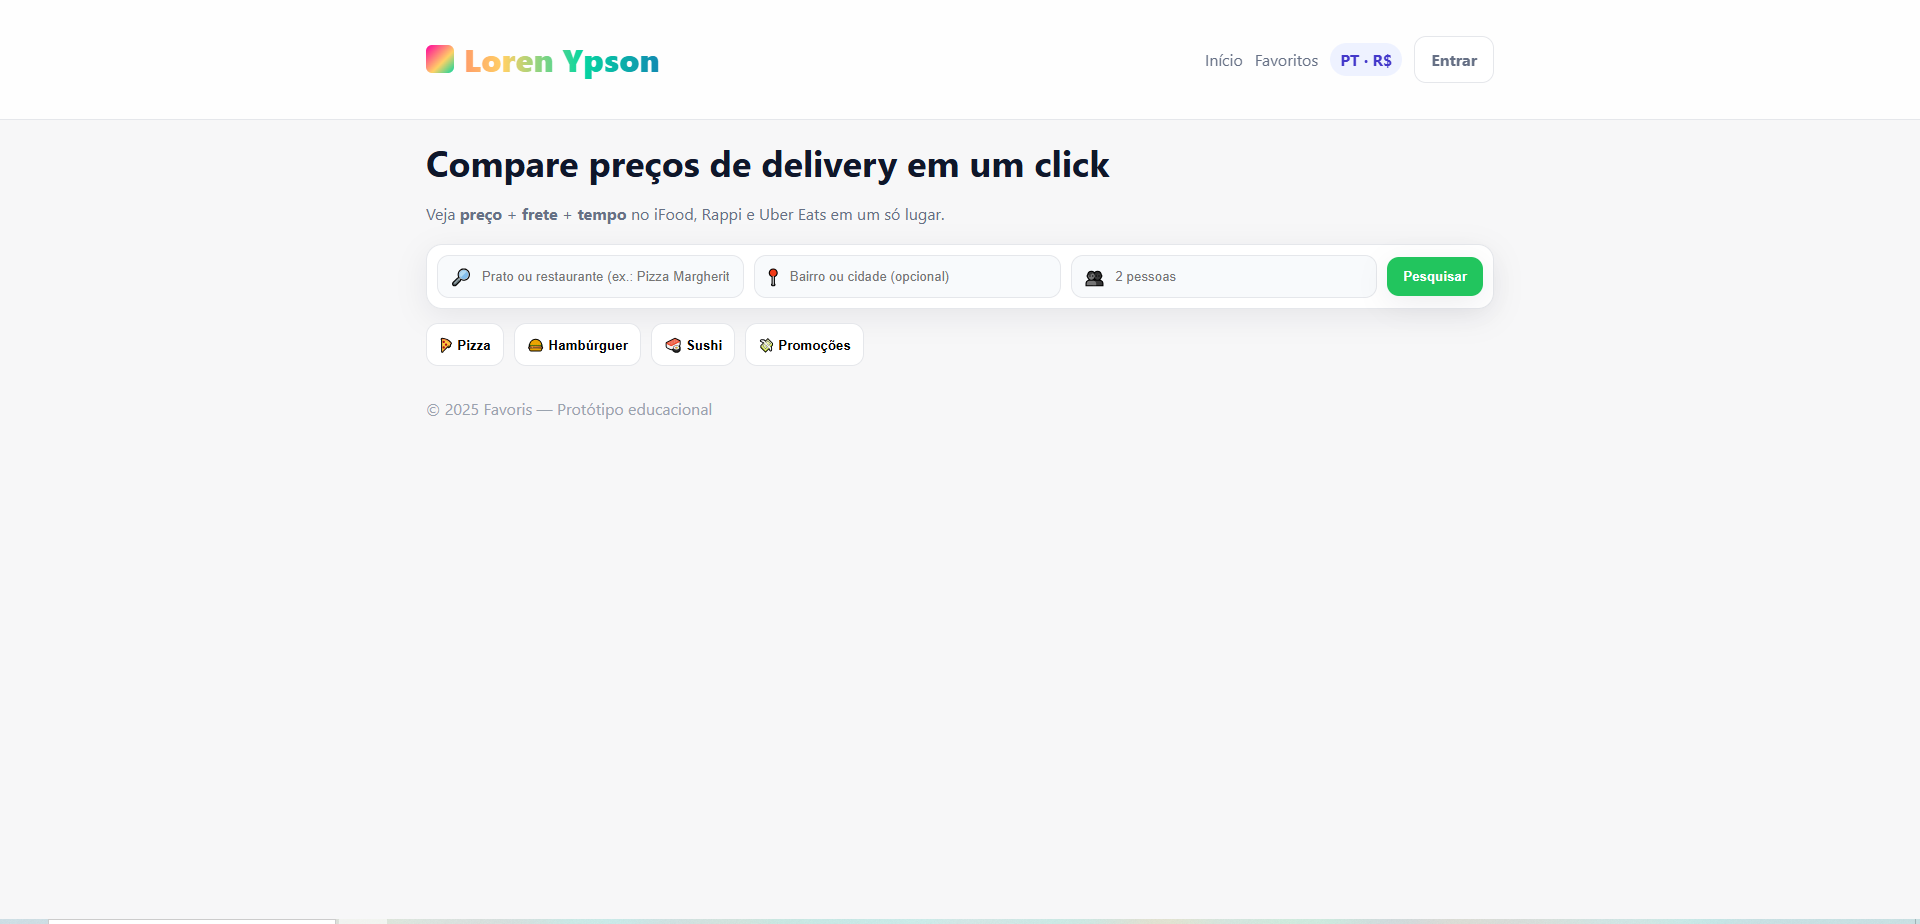 Loren Ypson
Início Favoritos PT · R$ Entrar
Compare preços de delivery em um click
Veja preço + frete + tempo no iFood, Rappi e Uber Eats em um só lugar.
Prato ou restaurante (ex.: Pizza Margherit
Bairro ou cidade (opcional)
2 pessoas
Pesquisar
Pizza
Hambúrguer
Sushi
Promoções
© 2025 Favoris — Protótipo educacional